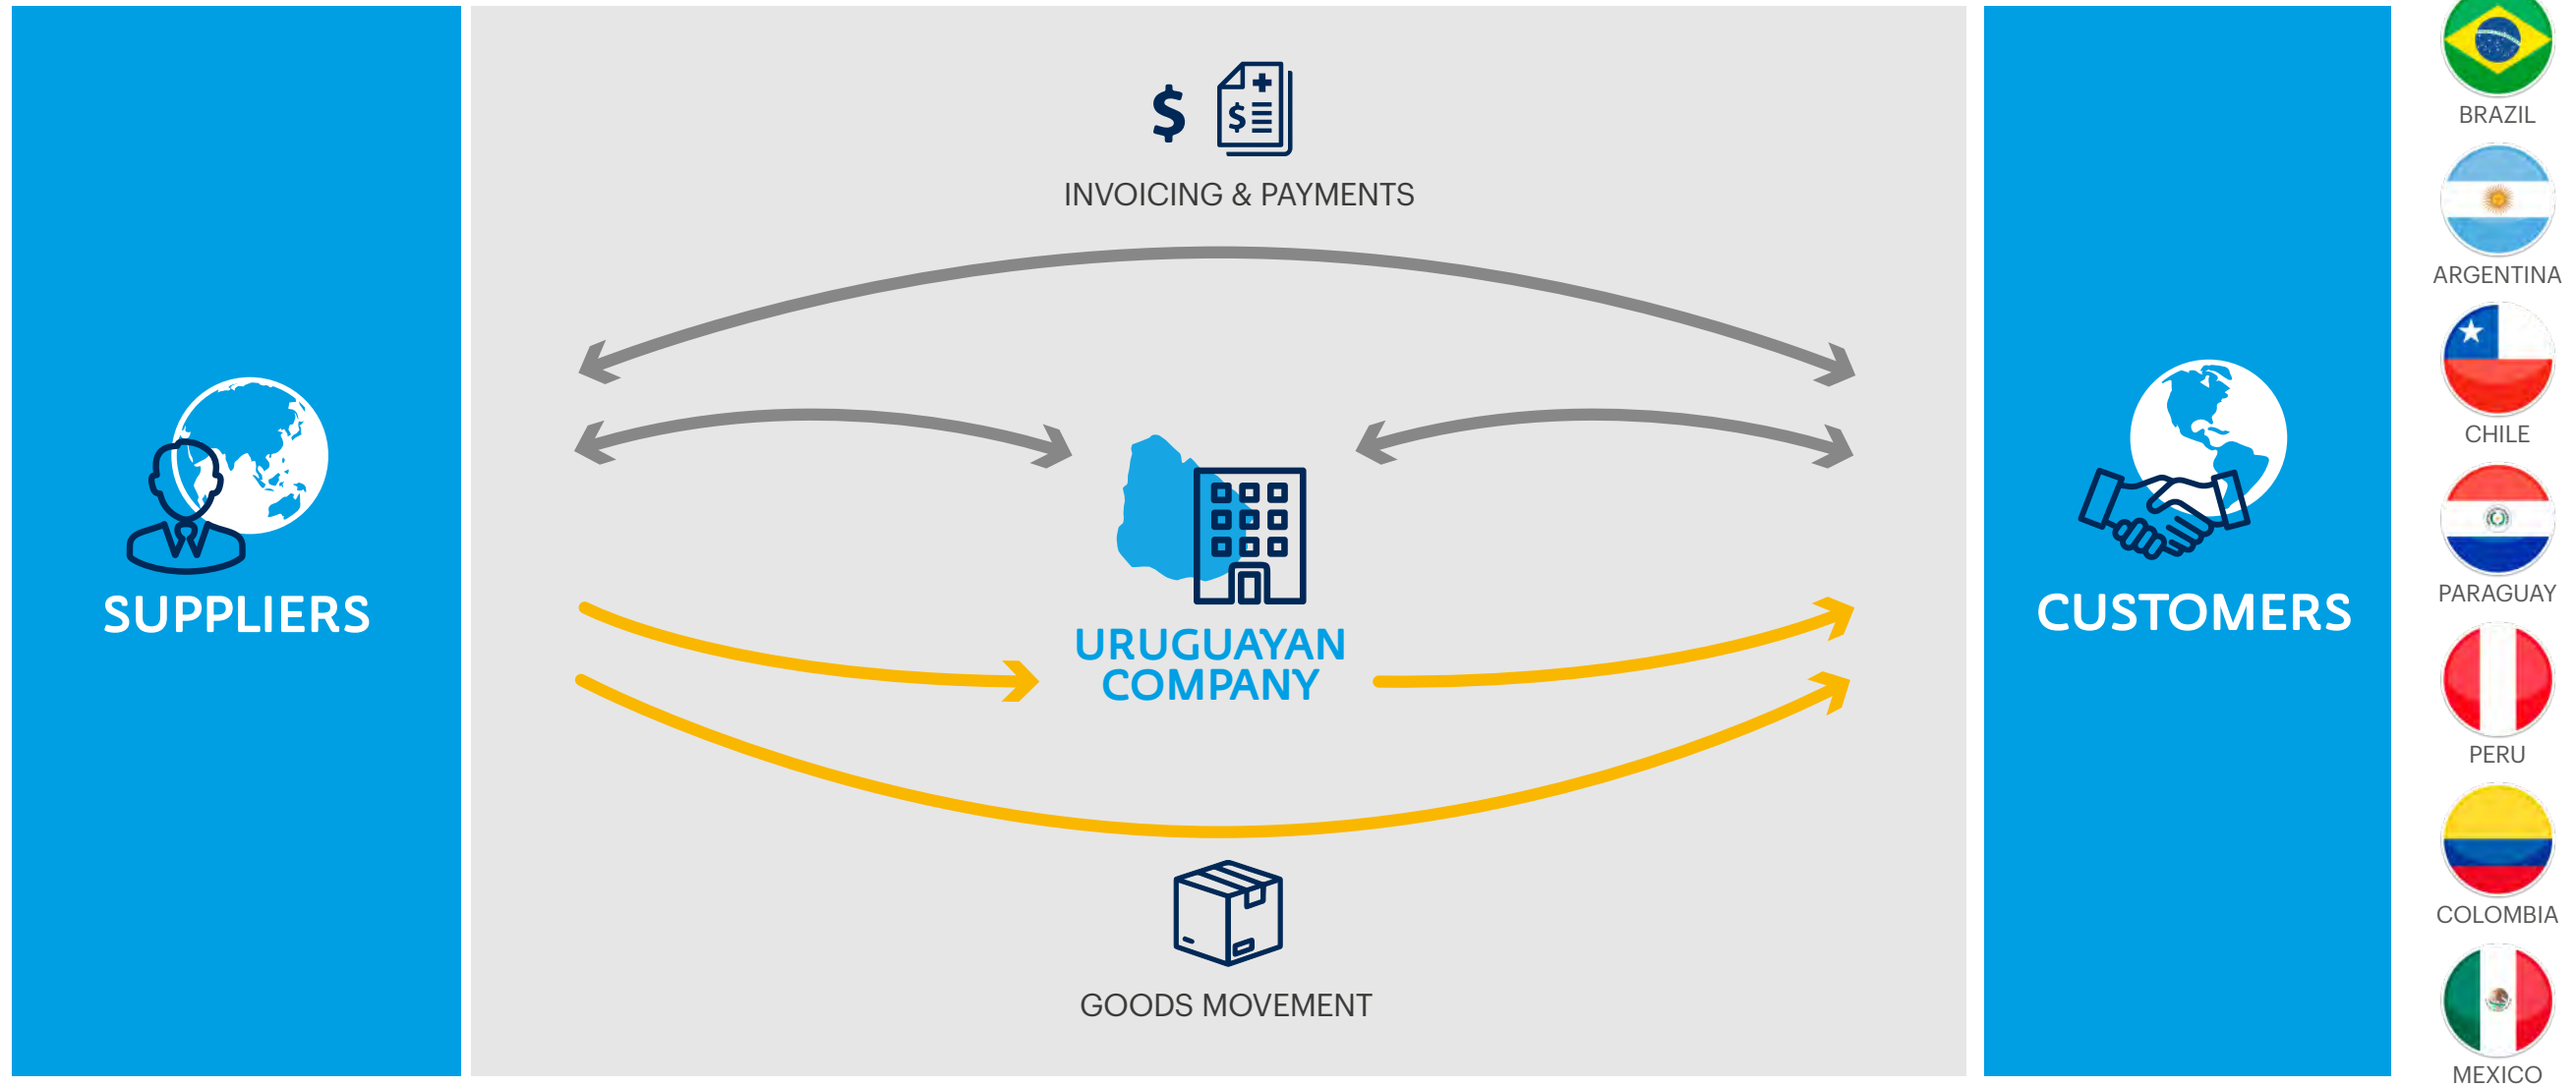 $
$
INVOICING & PAYMENTS
SUPPLIERS
URUGUAYAN
COMPANY
GOODS MOVEMENT
CUSTOMERS
BRAZIL
ARGENTINA
CHILE
PARAGUAY
PERU
COLOMBIA
MEXICO